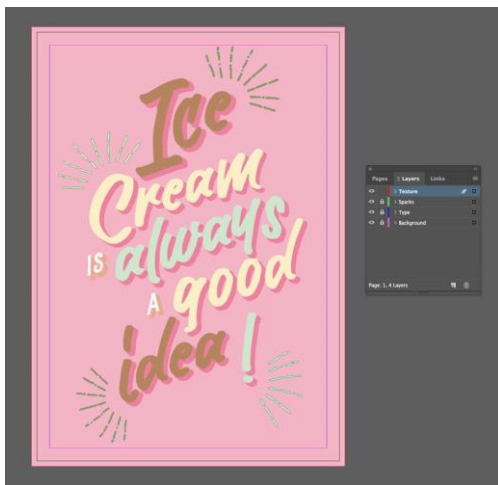 Ice
Cream
IS always
A good
idea!
Pages
Layers
Links
Texture
Sparks
Type
Background
Page: 1, 4 Layers